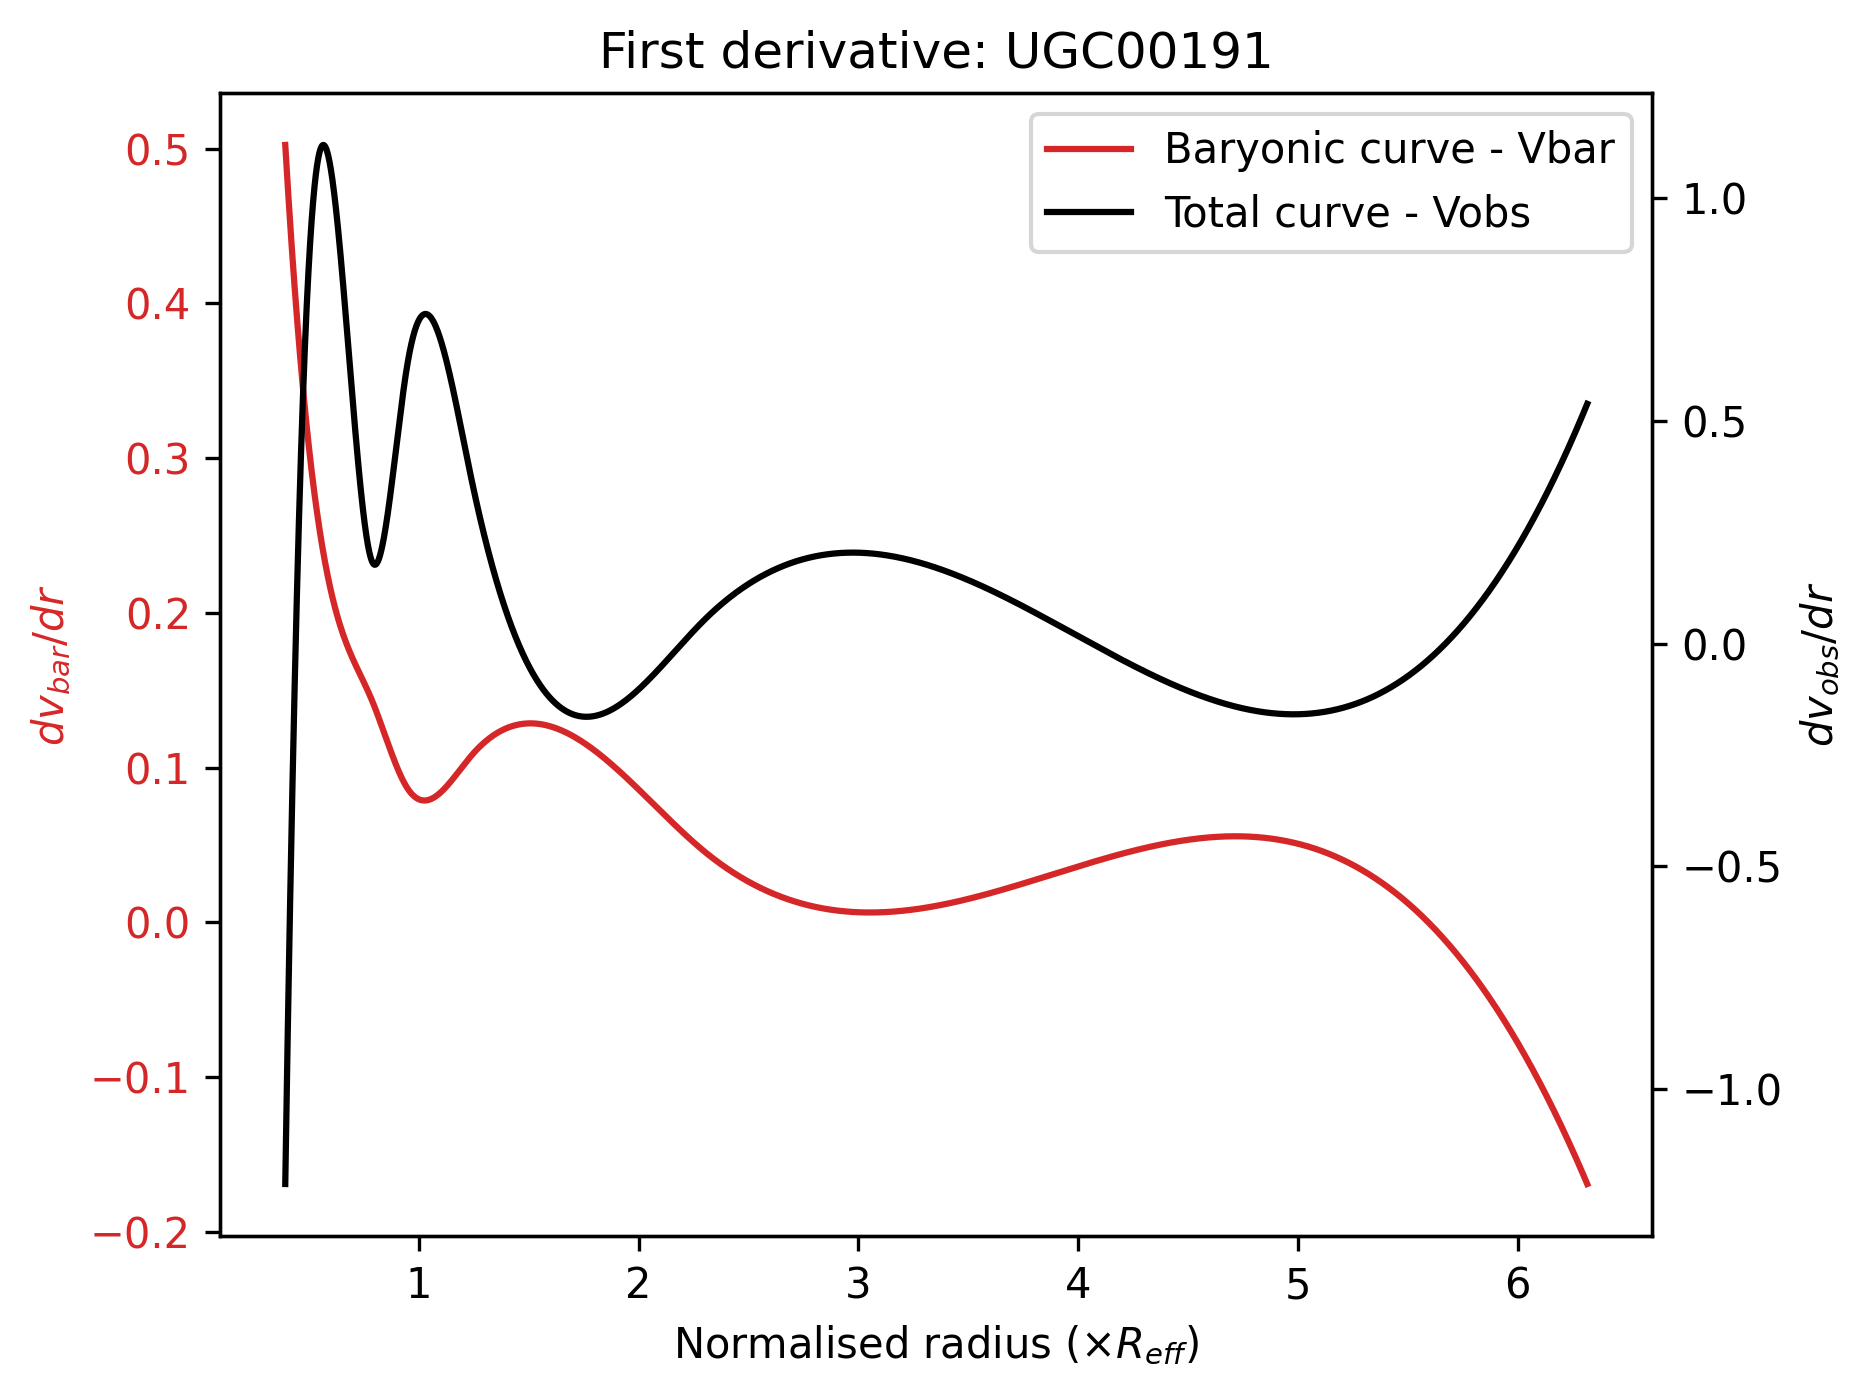 First derivative: UGC00191
Baryonic curve - Vbar
Total curve - Vobs
0.5
0.4
0.3
0.2
0.1
0.0
−0.1
−0.2
dv_bar/dr
1.0
0.5
0.0
−0.5
−1.0
dv_obs/dr
1 2 3 4 5 6
Normalised radius (×R_eff)